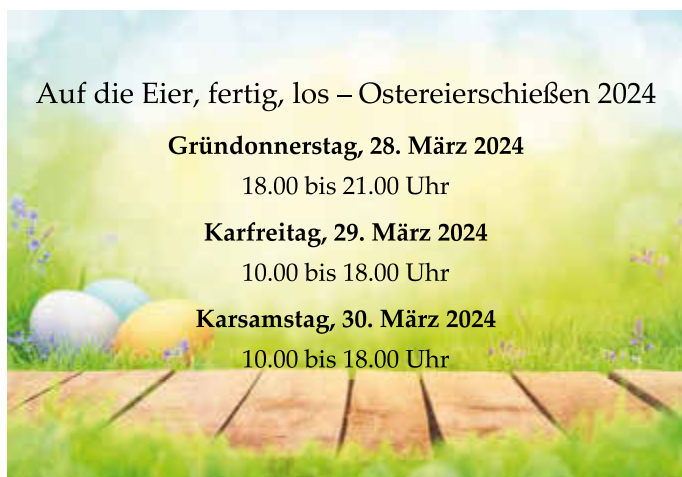 Auf die Eier, fertig, los – Ostereierschießen 2024
Gründonnerstag, 28. März 2024
18.00 bis 21.00 Uhr
Karfreitag, 29. März 2024
10.00 bis 18.00 Uhr
Karsamstag, 30. März 2024
10.00 bis 18.00 Uhr